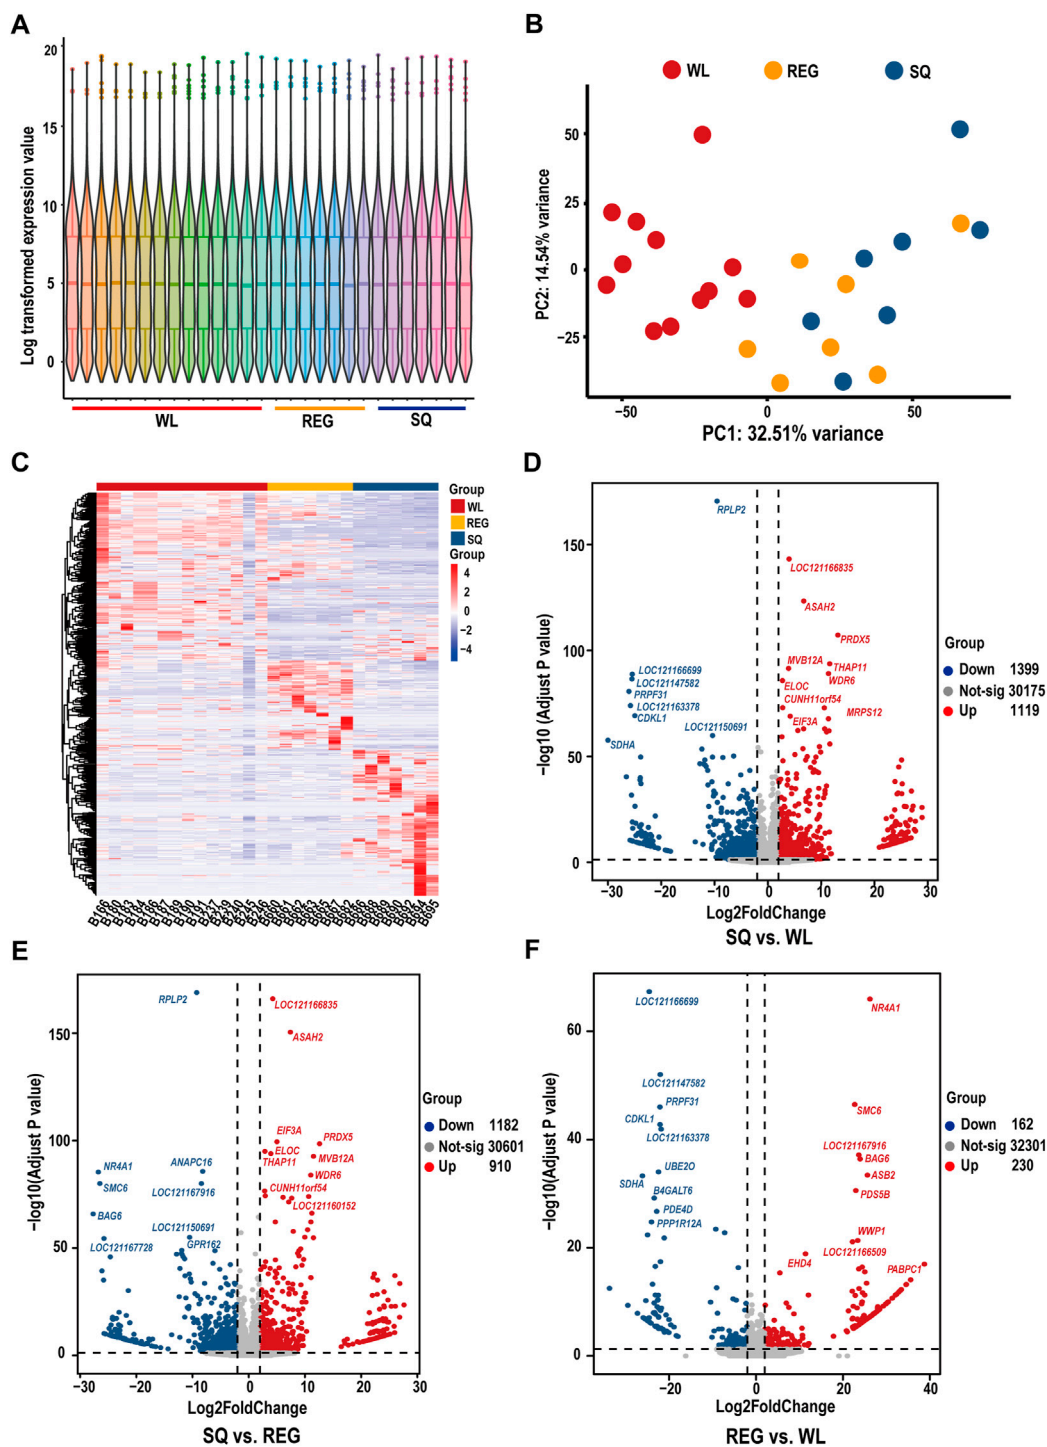 A
20
15
10
5
0
Log transformed expression value
WL
REG
SQ
B
WL
REG
SQ
50
25
0
−25
PC2: 14.54% variance
−50
0
50
PC1: 32.51% variance
C
Group
WL
REG
SQ
Group
4
2
0
−2
−4
B166
D
RPLP2
LOC121166835
ASAH2
PRDX5
MVB12A
THAP11
WDR6
ELOC
CUNH11orf54
MRPS12
EIF3A
LOC121166699
LOC121147582
PRPF31
LOC121163378
CDKL1
LOC121150691
SDHA
150
100
50
0
−log10 (Adjust P value)
−30
−20
−10
0
10
20
30
Log2FoldChange
SQ vs. WL
Group
Down 1399
Not-sig 30175
Up 1119
E
RPLP2
LOC121166835
ASAH2
EIF3A
PRDX5
ELOC
THAP11
MVB12A
WDR6
CUNH11orf54
LOC121160152
NR4A1
ANAPC16
SMC6
LOC121167916
BAG6
LOC121150691
LOC121167728
GPR162
150
100
50
0
−log10(Adjust P value)
−30
−20
−10
0
10
20
30
Log2FoldChange
SQ vs. REG
Group
Down 1182
Not-sig 30601
Up 910
F
LOC121166699
NR4A1
LOC121147582
PRPF31
CDKL1
LOC121163378
SMC6
LOC121167916
BAG6
UBE2O
SDHA
ASB2
B4GALT6
PDS5B
PDE4D
PPP1R12A
WWP1
LOC121166509
EHD4
PABPC1
60
40
20
0
−log10(Adjust P value)
−20
0
20
40
Log2FoldChange
REG vs. WL
Group
Down 162
Not-sig 32301
Up 230